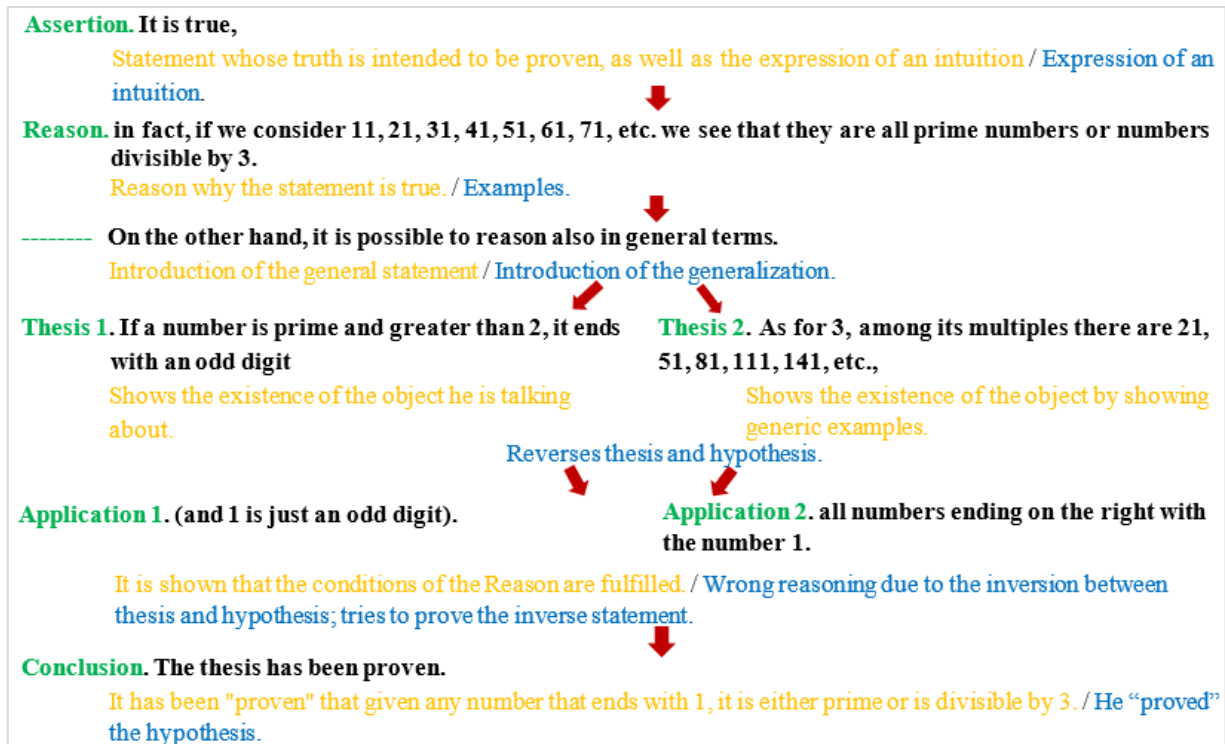 Assertion. It is true,
Statement whose truth is intended to be proven, as well as the expression of an intuition / Expression of an
intuition.
Reason. in fact, if we consider 11, 21, 31, 41, 51, 61, 71, etc. we see that they are all prime numbers or numbers
divisible by 3.
Reason why the statement is true. / Examples.
-------- On the other hand, it is possible to reason also in general terms.
Introduction of the general statement / Introduction of the generalization.
Thesis 1. If a number is prime and greater than 2, it ends
with an odd digit
Thesis 2. As for 3, among its multiples there are 21,
51, 81, 111, 141, etc.,
Shows the existence of the object he is talking
about.
Shows the existence of the object by showing
generic examples.
Reverses thesis and hypothesis.
Application 1. (and 1 is just an odd digit).
Application 2. all numbers ending on the right with
the number 1.
It is shown that the conditions of the Reason are fulfilled. / Wrong reasoning due to the inversion between
thesis and hypothesis; tries to prove the inverse statement.
Conclusion. The thesis has been proven.
It has been "proven" that given any number that ends with 1, it is either prime or is divisible by 3. / He “proved”
the hypothesis.